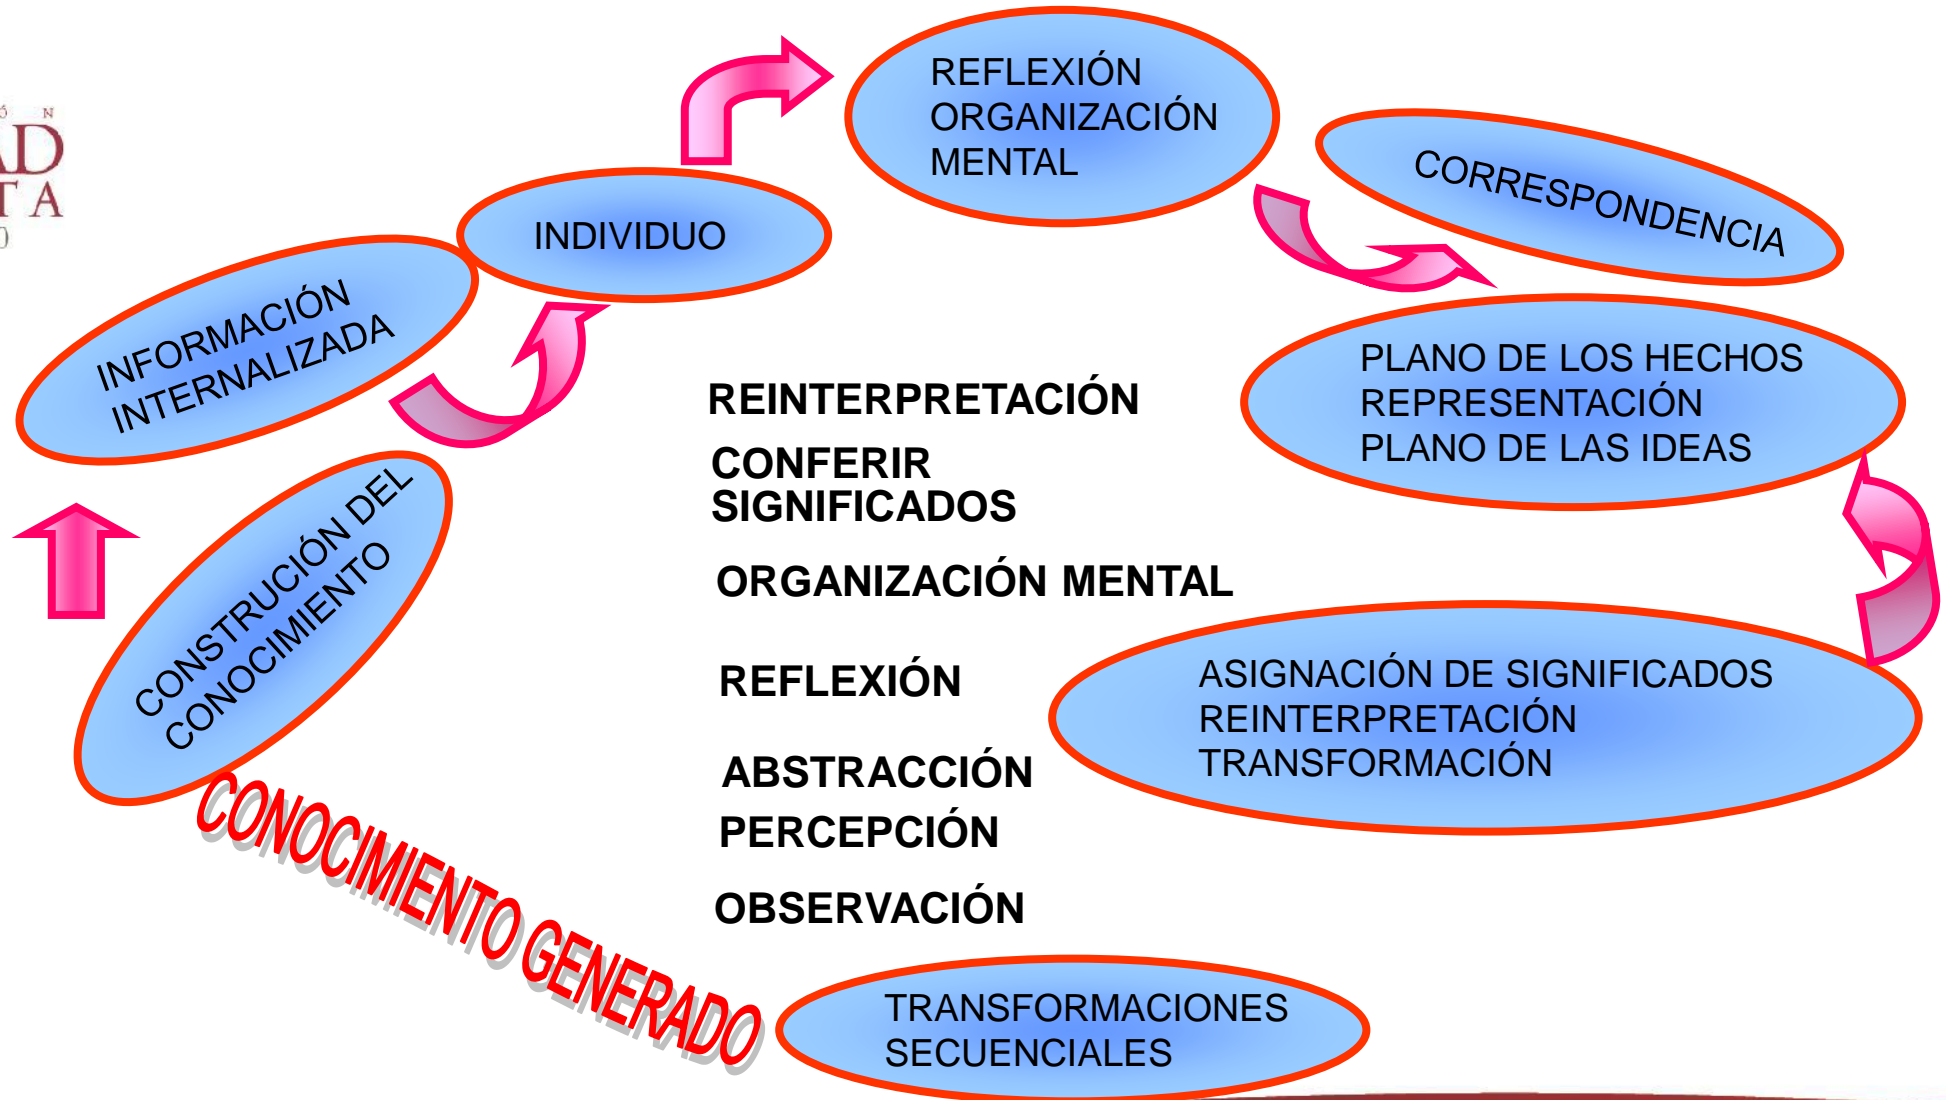 REFLEXIÓN
ORGANIZACIÓN
MENTAL
CORRESPONDENCIA
INDIVIDUO
INFORMACIÓN
INTERNALIZADA
PLANO DE LOS HECHOS
REPRESENTACIÓN
PLANO DE LAS IDEAS
REINTERPRETACIÓN
CONFERIR
SIGNIFICADOS
CONSTRUCIÓN DEL
CONOCIMIENTO
ORGANIZACIÓN MENTAL
REFLEXIÓN
ASIGNACIÓN DE SIGNIFICADOS
REINTERPRETACIÓN
TRANSFORMACIÓN
ABSTRACCIÓN
PERCEPCIÓN
OBSERVACIÓN
CONOCIMIENTO GENERADO
TRANSFORMACIONES
SECUENCIALES